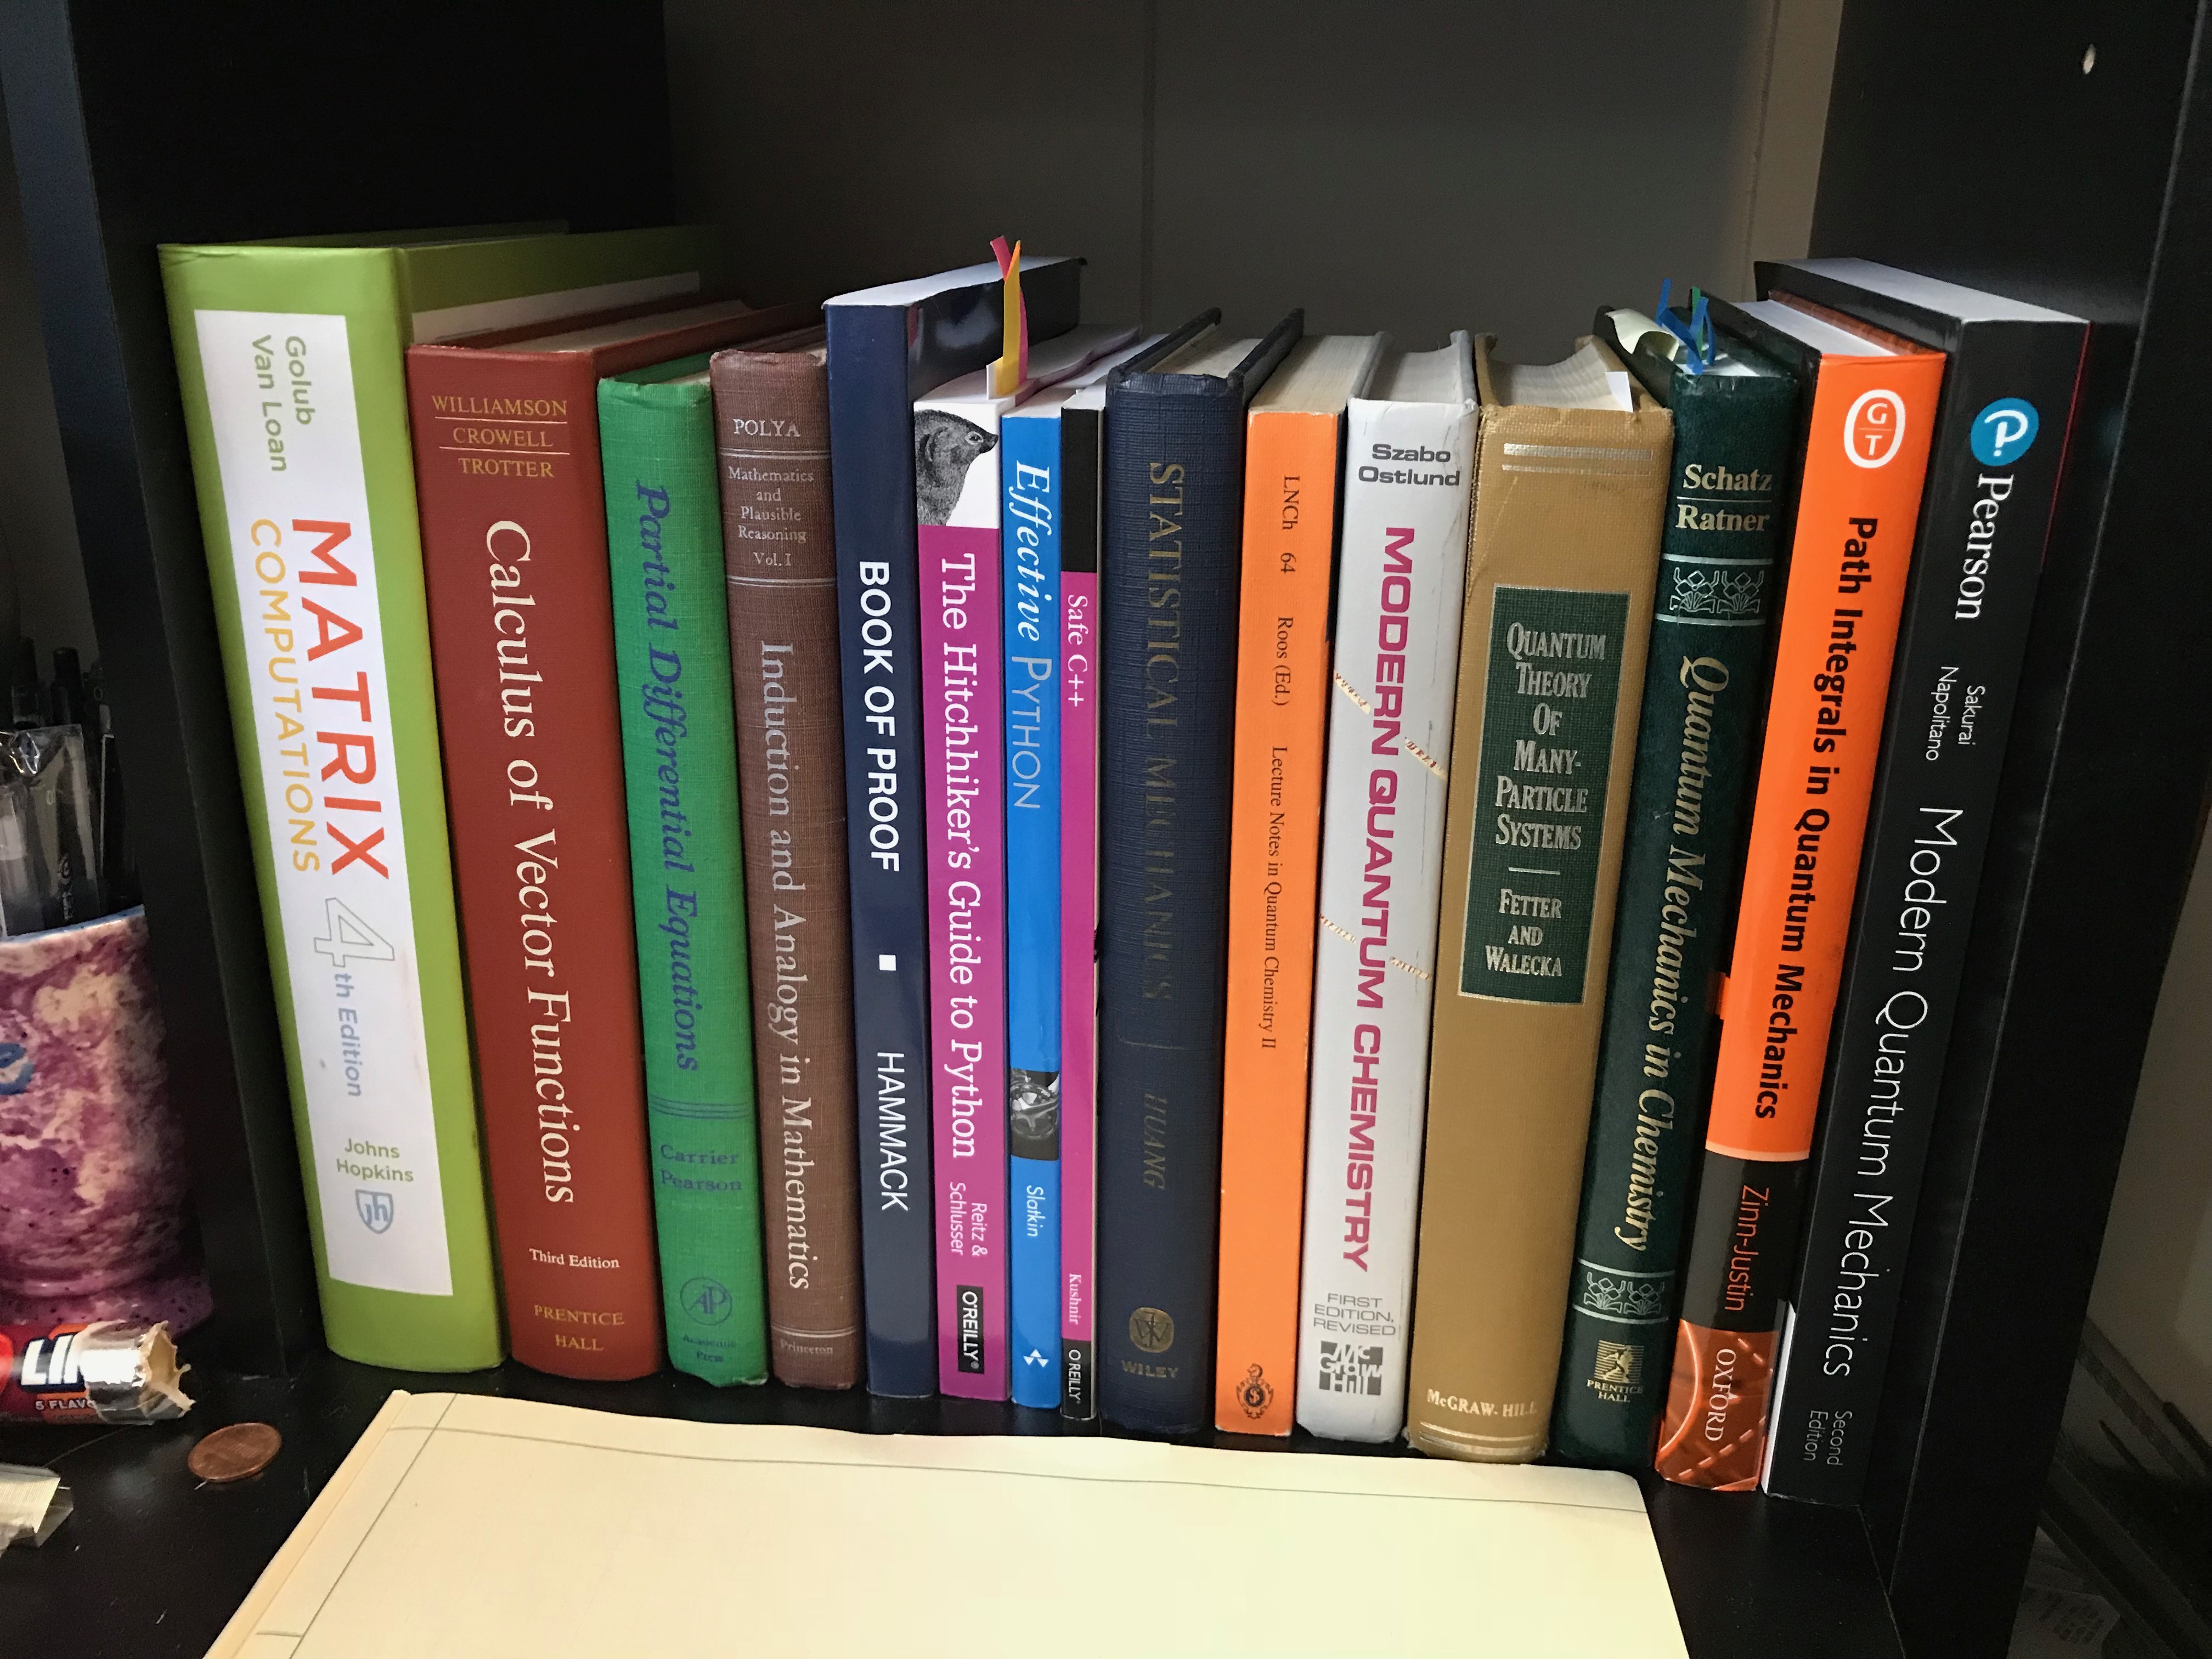 Golub
Van Loan
MATRIX
COMPUTATIONS
4th Edition
Johns
Hopkins
WILLIAMSON
CROWELL
TROTTER
Calculus of Vector Functions
Third Edition
PRENTICE
HALL
Partial Differential Equations
Carrier
Pearson
AP
Academic
Press
POLYA
Mathematics
and
Plausible
Reasoning
Vol. I
Induction and Analogy in Mathematics
Princeton
BOOK OF PROOF ▪ HAMMACK
The Hitchhiker's Guide to Python
Reitz &
Schlusser
O'REILLY®
Effective PYTHON
Slatkin
Safe C++
Kushnir
O'REILLY®
STATISTICAL MECHANICS
HUANG
W
WILEY
LNCh 64 Roos (Ed.) Lecture Notes in Quantum Chemistry II
Szabo
Ostlund
MODERN QUANTUM CHEMISTRY
FIRST
EDITION,
REVISED
Mc
Graw
Hill
QUANTUM
THEORY
OF
MANY-
PARTICLE
SYSTEMS
FETTER
AND
WALECKA
McGRAW-HILL
Schatz
Ratner
Quantum Mechanics in Chemistry
PRENTICE
HALL
G
T
Path Integrals in Quantum Mechanics
Zinn-Justin
OXFORD
Pearson
Sakurai
Napolitano
Modern Quantum Mechanics
Second
Edition
5 FLAV